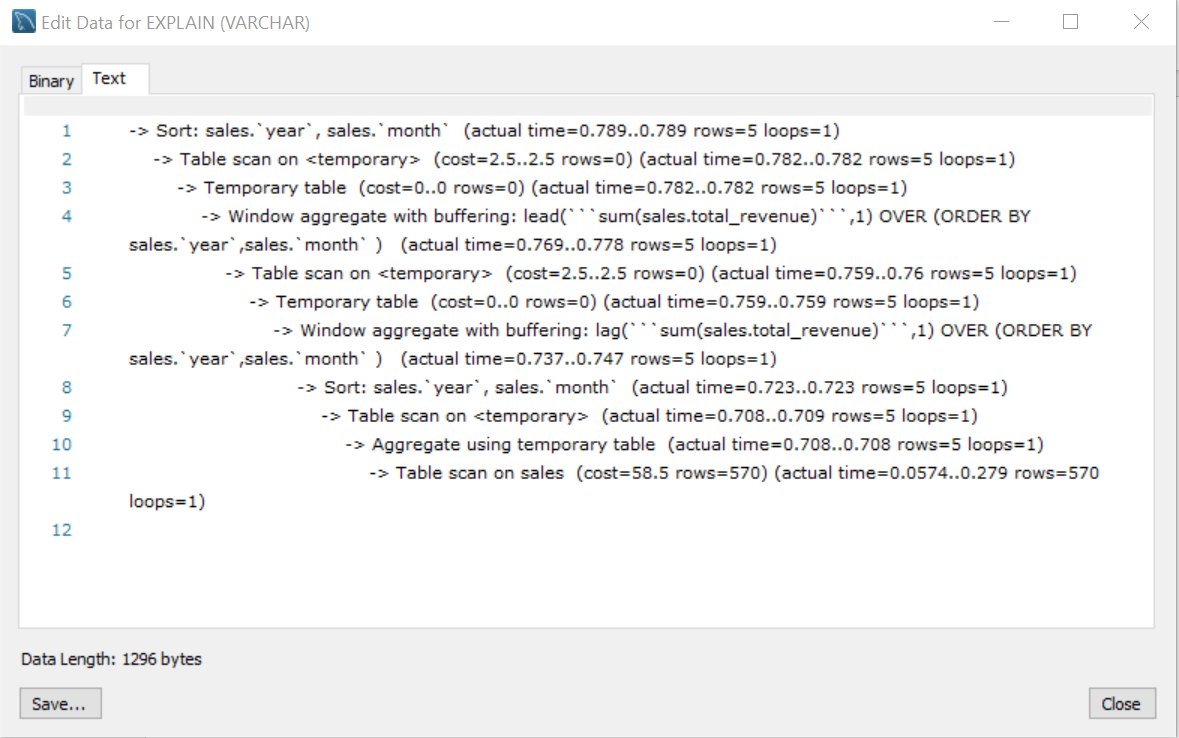 Edit Data for EXPLAIN (VARCHAR)
Binary Text
1 -> Sort: sales.`year`, sales.`month`  (actual time=0.789..0.789 rows=5 loops=1)
2 -> Table scan on <temporary>  (cost=2.5..2.5 rows=0) (actual time=0.782..0.782 rows=5 loops=1)
3 -> Temporary table  (cost=0..0 rows=0) (actual time=0.782..0.782 rows=5 loops=1)
4 -> Window aggregate with buffering: lead(```sum(sales.total_revenue)```,1) OVER (ORDER BY
sales.`year`,sales.`month` )   (actual time=0.769..0.778 rows=5 loops=1)
5 -> Table scan on <temporary>  (cost=2.5..2.5 rows=0) (actual time=0.759..0.76 rows=5 loops=1)
6 -> Temporary table  (cost=0..0 rows=0) (actual time=0.759..0.759 rows=5 loops=1)
7 -> Window aggregate with buffering: lag(```sum(sales.total_revenue)```,1) OVER (ORDER BY
sales.`year`,sales.`month` )   (actual time=0.737..0.747 rows=5 loops=1)
8 -> Sort: sales.`year`, sales.`month`  (actual time=0.723..0.723 rows=5 loops=1)
9 -> Table scan on <temporary>  (actual time=0.708..0.709 rows=5 loops=1)
10 -> Aggregate using temporary table  (actual time=0.708..0.708 rows=5 loops=1)
11 -> Table scan on sales  (cost=58.5 rows=570) (actual time=0.0574..0.279 rows=570
loops=1)
12
Data Length: 1296 bytes
Save... Close